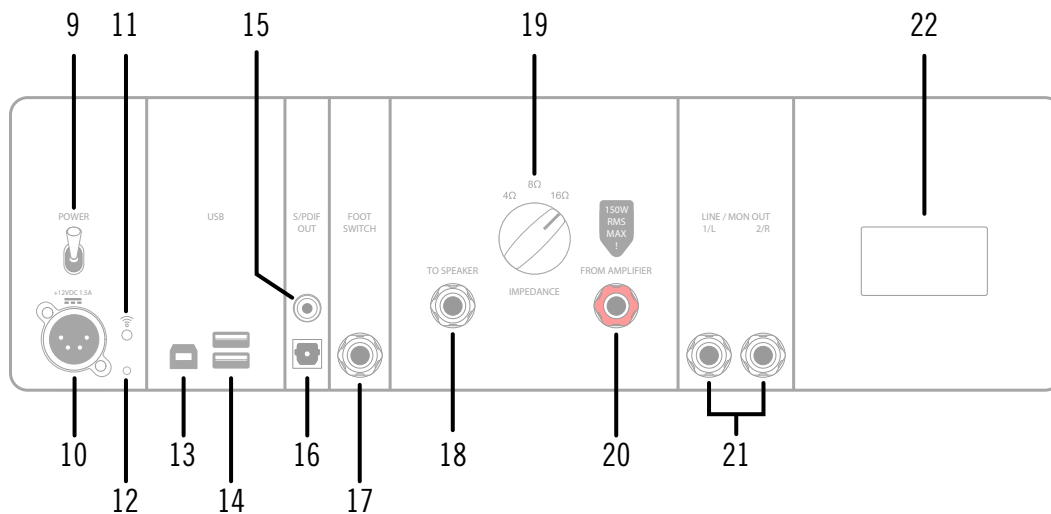 9
11
15
19
22
POWER
+12VDC 1.5A
USB
S/PDIF
OUT
FOOT
SWITCH
4Ω
8Ω
16Ω
IMPEDANCE
TO SPEAKER
150W
RMS
MAX
!
FROM AMPLIFIER
LINE / MON OUT
1/L 2/R
10
12
13
14
16
17
18
20
21